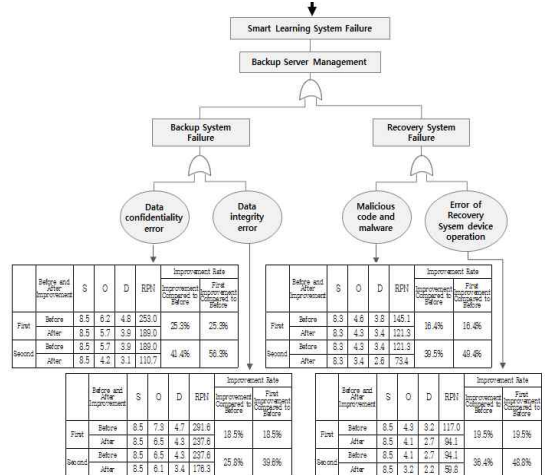 Smart Learning System Failure
Backup Server Management
Backup System
Failure
Recovery System
Failure
Data
confidentiality
error
Data
integrity
error
Malicious
code and
malware
Error of
Recovery
Sysem device
operation
Before and After Improvement S O D RPN Improvement Rate
Improvement Compared to Before First Improvement Compared to Before
First Before 8.5 6.2 4.8 253.0 25.3% 25.3%
After 8.5 5.7 3.9 189.0
Second Before 8.5 5.7 3.9 189.0 41.4% 56.3%
After 8.5 4.2 3.1 110.7
Before and After Improvement S O D RPN Improvement Rate
Improvement Compared to Before First Improvement Compared to Before
First Before 8.3 4.6 3.8 145.1 16.4% 16.4%
After 8.3 4.3 3.4 121.3
Second Before 8.3 4.3 3.4 121.3 39.5% 49.4%
After 8.3 3.4 2.6 73.4
Before and After Improvement S O D RPN Improvement Rate
Improvement Compared to Before First Improvement Compared to Before
First Before 8.5 7.3 4.7 291.6 18.5% 18.5%
After 8.5 6.5 4.3 237.6
Second Before 8.5 6.5 4.3 237.6 25.8% 39.6%
After 8.5 6.1 3.4 176.3
Before and After Improvement S O D RPN Improvement Rate
Improvement Compared to Before First Improvement Compared to Before
First Before 8.5 4.3 3.2 117.0 19.5% 19.5%
After 8.5 4.1 2.7 94.1
Second Before 8.5 4.1 2.7 94.1 36.4% 48.8%
After 8.5 3.2 2.2 59.8